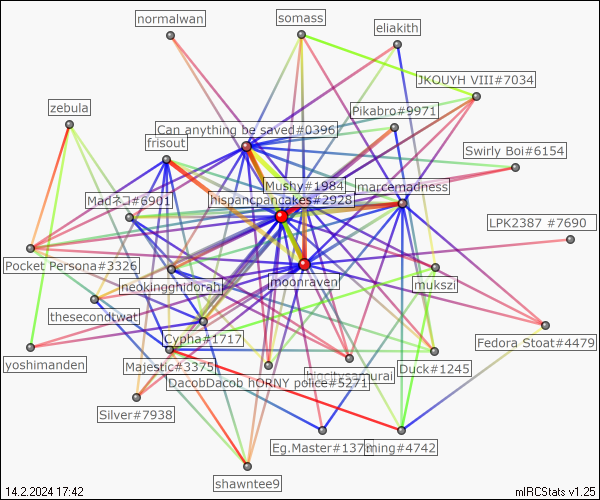 normalwan
somass
eliakith
JKOUYH VIII#7034
zebula
Pikabro#9971
Can anything be saved#0396
frisout
Swirly Boi#6154
Mushy#1984
marcemadness
Madネコ#6901
hispancpancakes#2928
LPK2387 #7690
Pocket Persona#3326
neokingghidorah
moonraven
mukszi
thesecondtwat
Cypha#1717
Fedora Stoat#4479
yoshimanden
Majestic#3375
Duck#1245
DacobDacob hORNY police#5271
Silver#7938
Eg.Master#137
ming#4742
shawntee9
14.2.2024 17:42
mIRCStats v1.25